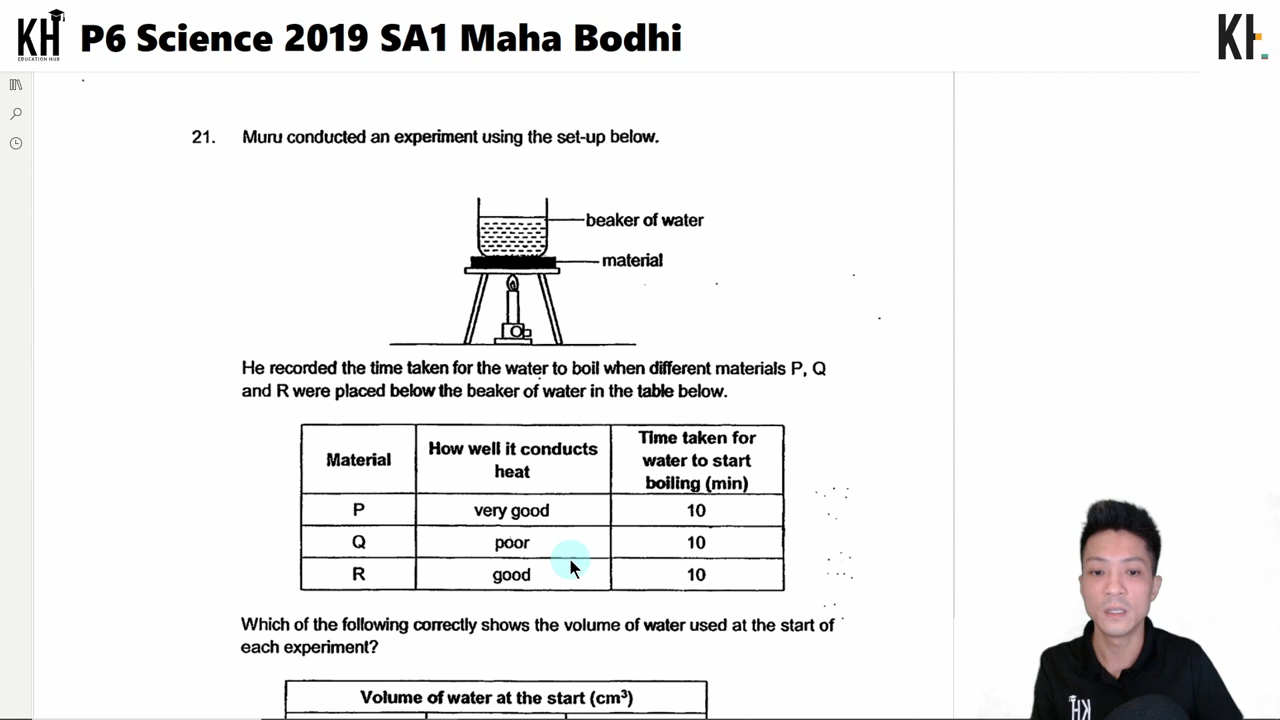 KH
EDUCATION HUB
P6 Science 2019 SA1 Maha Bodhi
21. Muru conducted an experiment using the set-up below.
beaker of water
material
He recorded the time taken for the water to boil when different materials P, Q
and R were placed below the beaker of water in the table below.
Material
How well it conducts
heat
Time taken for
water to start
boiling (min)
P very good 10
Q poor 10
R good 10
Which of the following correctly shows the volume of water used at the start of
each experiment?
Volume of water at the start (cm³)
KH